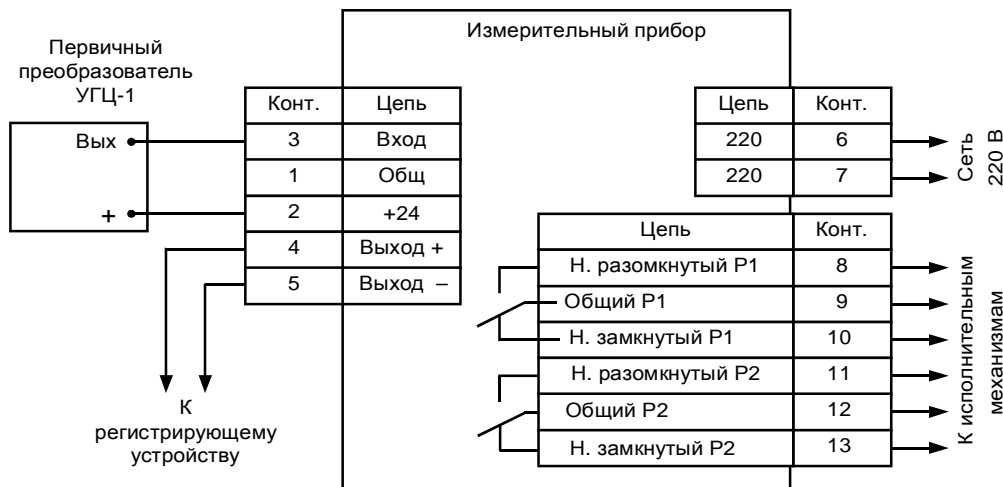 Измерительный прибор
Первичный
преобразователь
УГЦ-1
Вых
+
Конт. Цепь
3 Вход
1 Общ
2 +24
4 Выход +
5 Выход –
К
регистрирующему
устройству
Цепь Конт.
220 6
220 7
Сеть
220 В
Цепь Конт.
Н. разомкнутый Р1 8
Общий Р1 9
Н. замкнутый Р1 10
Н. разомкнутый Р2 11
Общий Р2 12
Н. замкнутый Р2 13
К исполнительным
механизмам